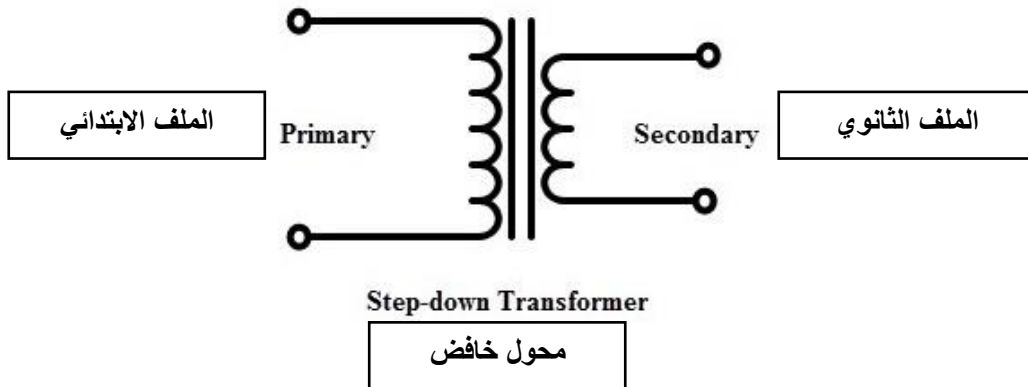 الملف الابتدائي
Primary
Secondary
الملف الثانوي
Step-down Transformer
محول خافض